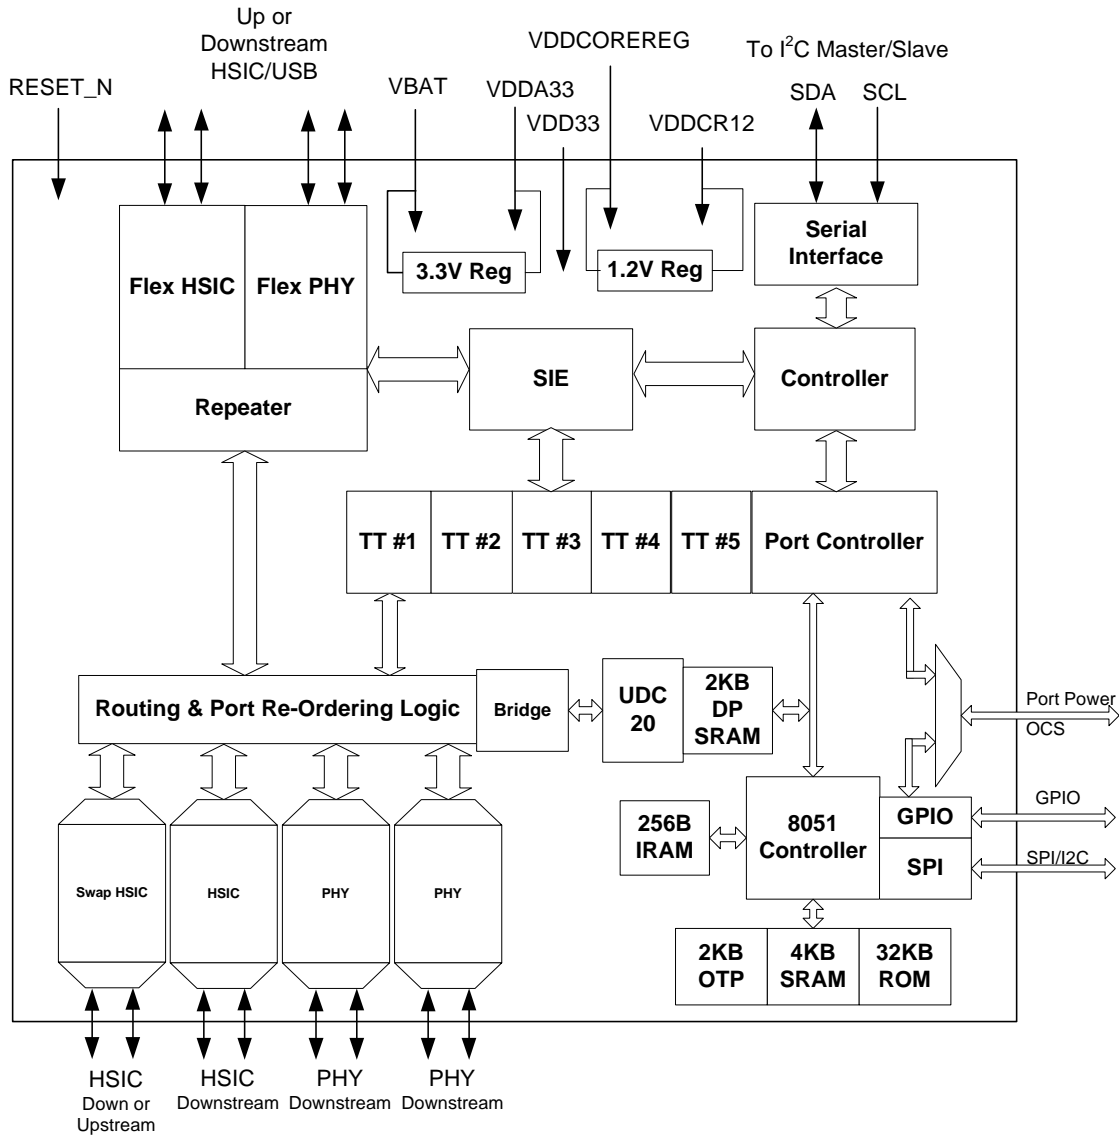 Up or
Downstream
HSIC/USB
RESET_N
VBAT
VDDA33
VDDCOREREG
VDD33
VDDCR12
To I²C Master/Slave
SDA
SCL
Flex HSIC
Flex PHY
3.3V Reg
1.2V Reg
Serial
Interface
Repeater
SIE
Controller
TT #1
TT #2
TT #3
TT #4
TT #5
Port Controller
Routing & Port Re-Ordering Logic
Bridge
UDC
20
2KB
DP
SRAM
Port Power
OCS
256B
IRAM
8051
Controller
GPIO
GPIO
SPI
SPI/I2C
Swap HSIC
HSIC
PHY
PHY
2KB
OTP
4KB
SRAM
32KB
ROM
HSIC
Down or
Upstream
HSIC
Downstream
PHY
Downstream
PHY
Downstream